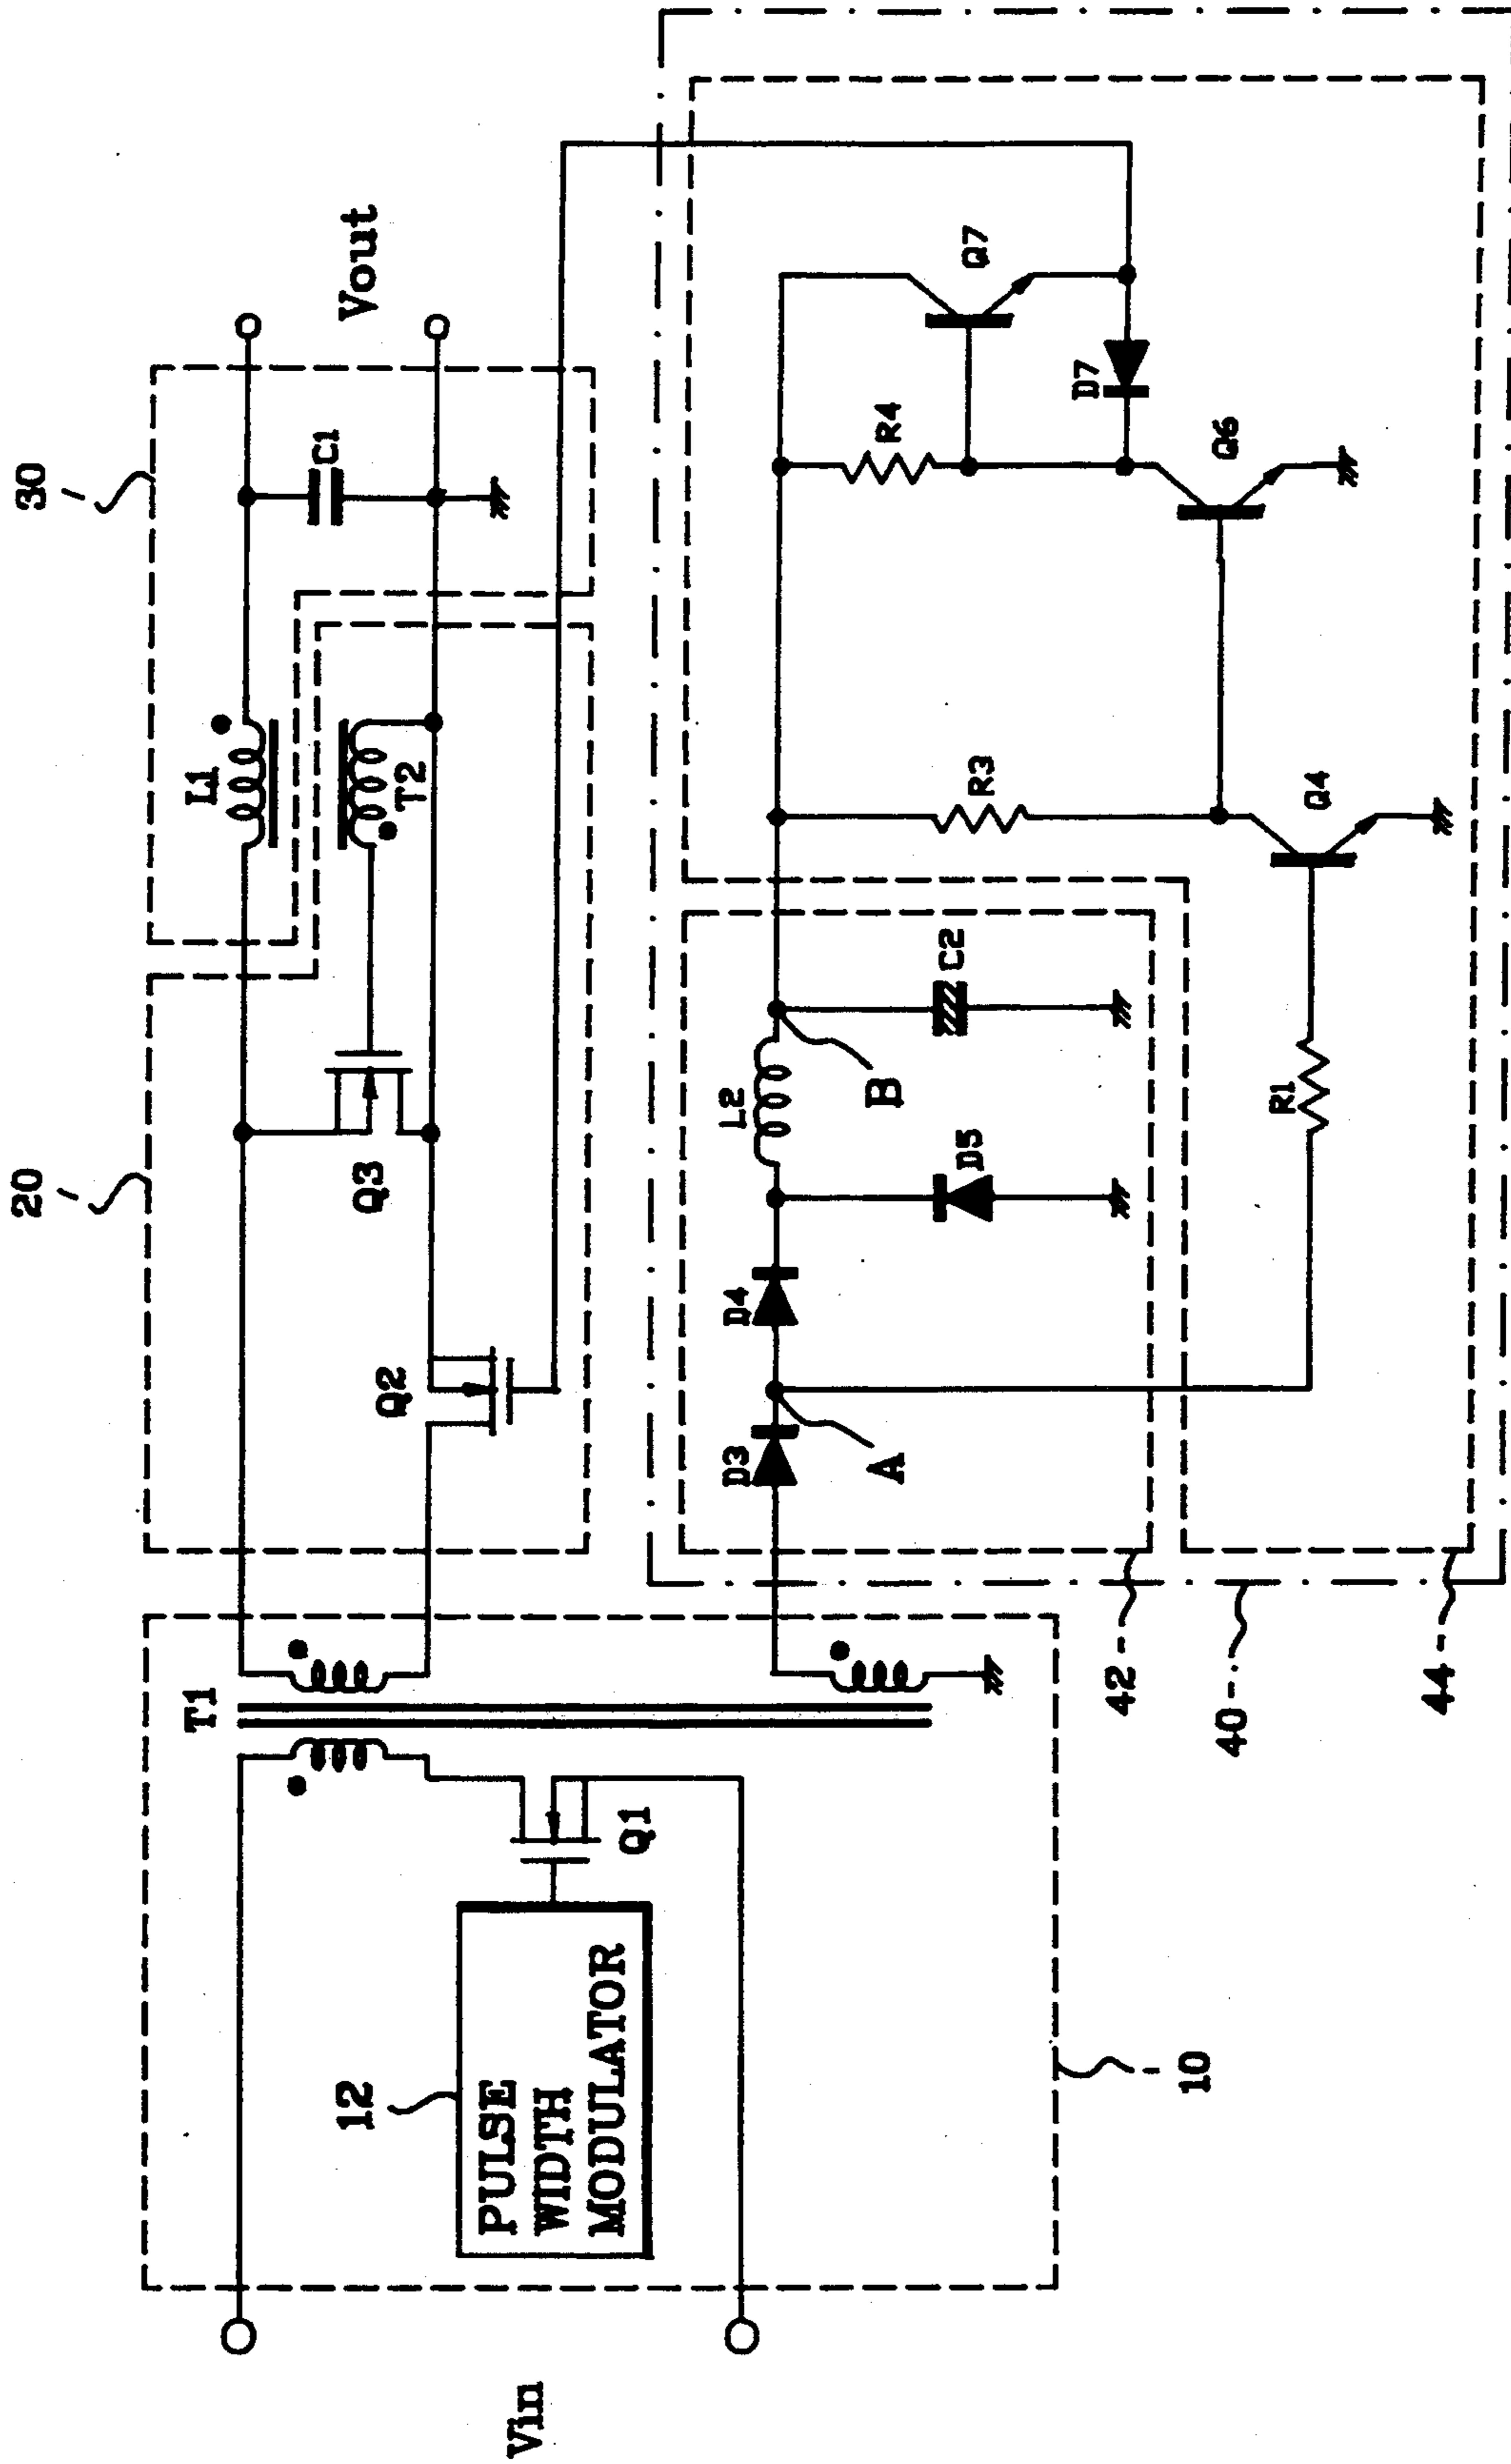 Vin
12
PULSE
WIDTH
MODULATOR
Q1
10
T1
20
Q2
Q3
30
L1
T2
C1
Vout
42
40
44
D3
A
D4
L2
D5
B
C2
R1
R3
Q4
R4
Q7
D7
Q6